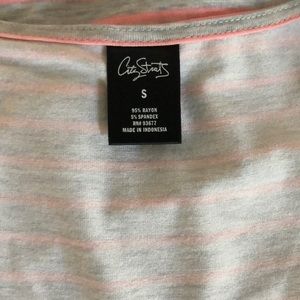 City Streets
S
95% RAYON
5% SPANDEX
RN# 93677
MADE IN INDONESIA